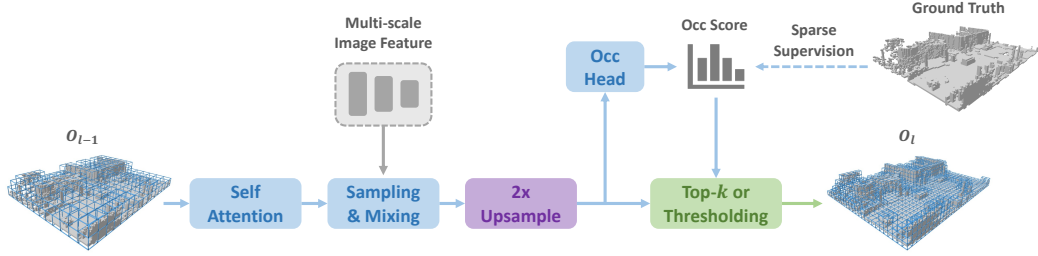 Ground Truth
Multi-scale
Image Feature
Occ Score
Sparse
Supervision
Occ
Head
O_{l-1}
O_l
Self
Attention
Sampling
& Mixing
2x
Upsample
Top-k or
Thresholding